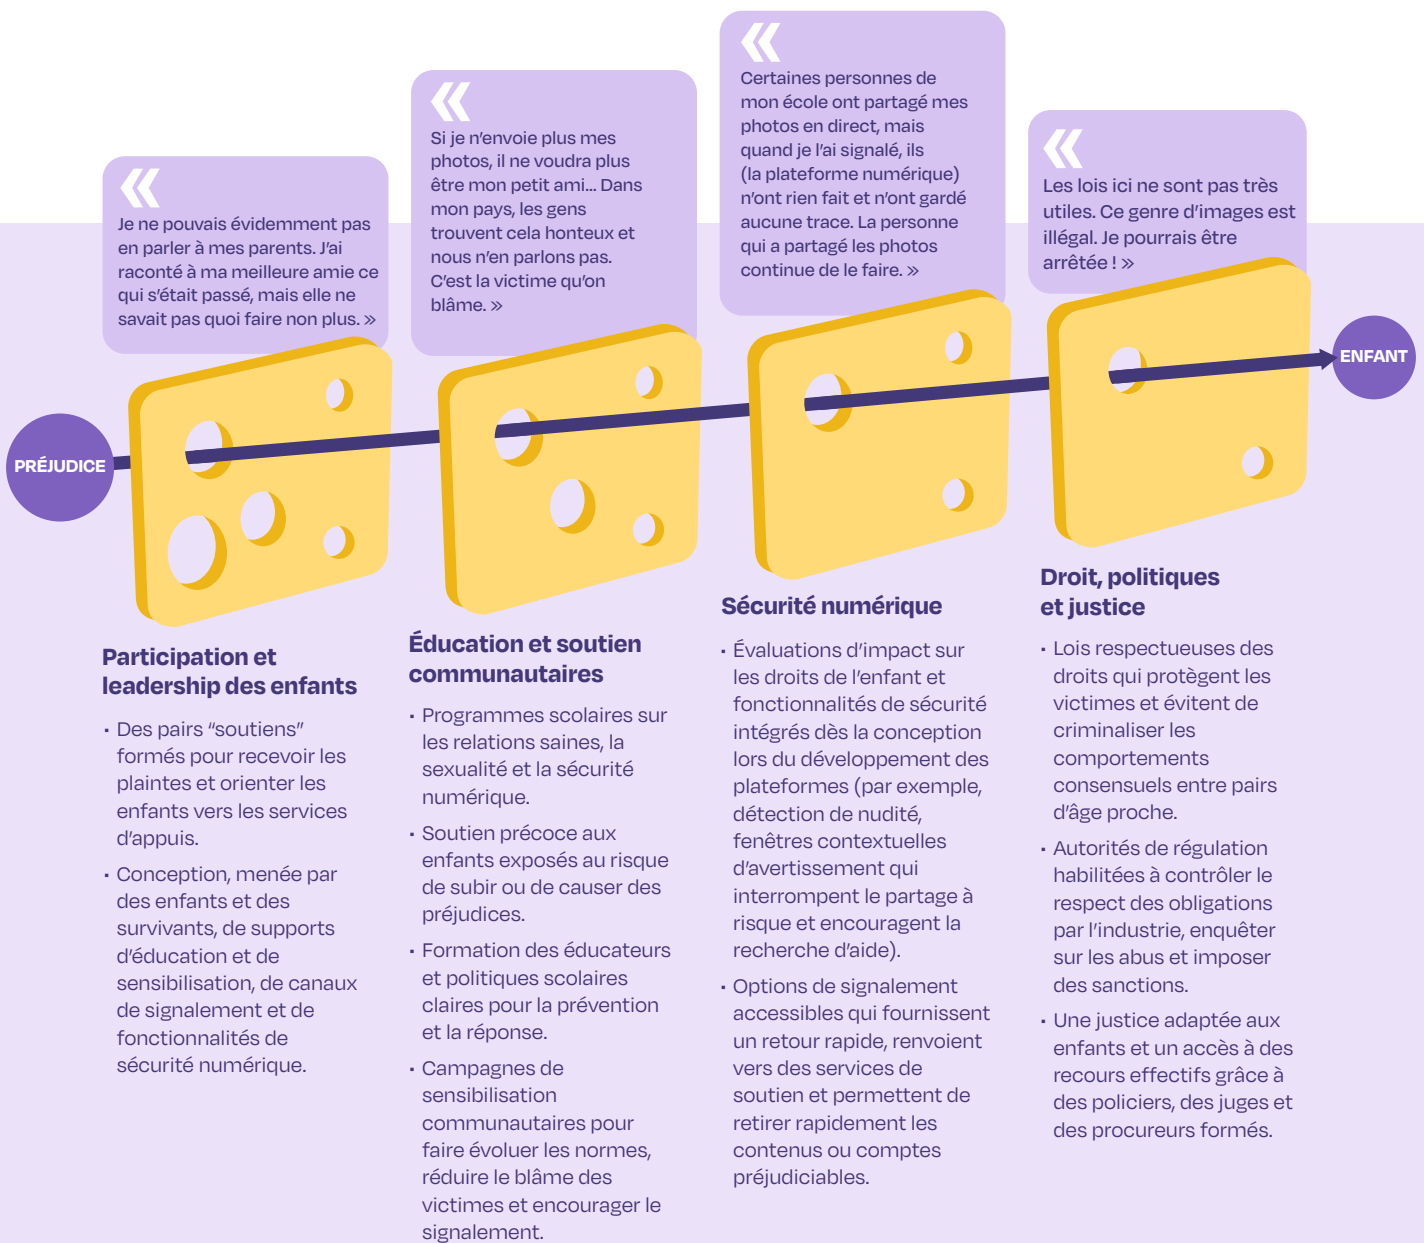 «
Je ne pouvais évidemment pas
en parler à mes parents. J’ai
raconté à ma meilleure amie ce
qui s’était passé, mais elle ne
savait pas quoi faire non plus. »
«
Si je n’envoie plus mes
photos, il ne voudra plus
être mon petit ami... Dans
mon pays, les gens
trouvent cela honteux et
nous n’en parlons pas.
C’est la victime qu’on
blâme. »
«
Certaines personnes de
mon école ont partagé mes
photos en direct, mais
quand je l’ai signalé, ils
(la plateforme numérique)
n’ont rien fait et n’ont gardé
aucune trace. La personne
qui a partagé les photos
continue de le faire. »
«
Les lois ici ne sont pas très
utiles. Ce genre d’images est
illégal. Je pourrais être
arrêtée ! »
PRÉJUDICE
ENFANT
Participation et
leadership des enfants
• Des pairs “soutiens”
formés pour recevoir les
plaintes et orienter les
enfants vers les services
d’appuis.
• Conception, menée par
des enfants et des
survivants, de supports
d’éducation et de
sensibilisation, de canaux
de signalement et de
fonctionnalités de
sécurité numérique.
Éducation et soutien
communautaires
• Programmes scolaires sur
les relations saines, la
sexualité et la sécurité
numérique.
• Soutien précoce aux
enfants exposés au risque
de subir ou de causer des
préjudices.
• Formation des éducateurs
et politiques scolaires
claires pour la prévention
et la réponse.
• Campagnes de
sensibilisation
communautaires pour
faire évoluer les normes,
réduire le blâme des
victimes et encourager le
signalement.
Sécurité numérique
• Évaluations d’impact sur
les droits de l’enfant et
fonctionnalités de sécurité
intégrés dès la conception
lors du développement des
plateformes (par exemple,
détection de nudité,
fenêtres contextuelles
d’avertissement qui
interrompent le partage à
risque et encouragent la
recherche d’aide).
• Options de signalement
accessibles qui fournissent
un retour rapide, renvoient
vers des services de
soutien et permettent de
retirer rapidement les
contenus ou comptes
préjudiciables.
Droit, politiques
et justice
• Lois respectueuses des
droits qui protègent les
victimes et évitent de
criminaliser les
comportements
consensuels entre pairs
d’âge proche.
• Autorités de régulation
habilitées à contrôler le
respect des obligations
par l’industrie, enquêter
sur les abus et imposer
des sanctions.
• Une justice adaptée aux
enfants et un accès à des
recours effectifs grâce à
des policiers, des juges et
des procureurs formés.